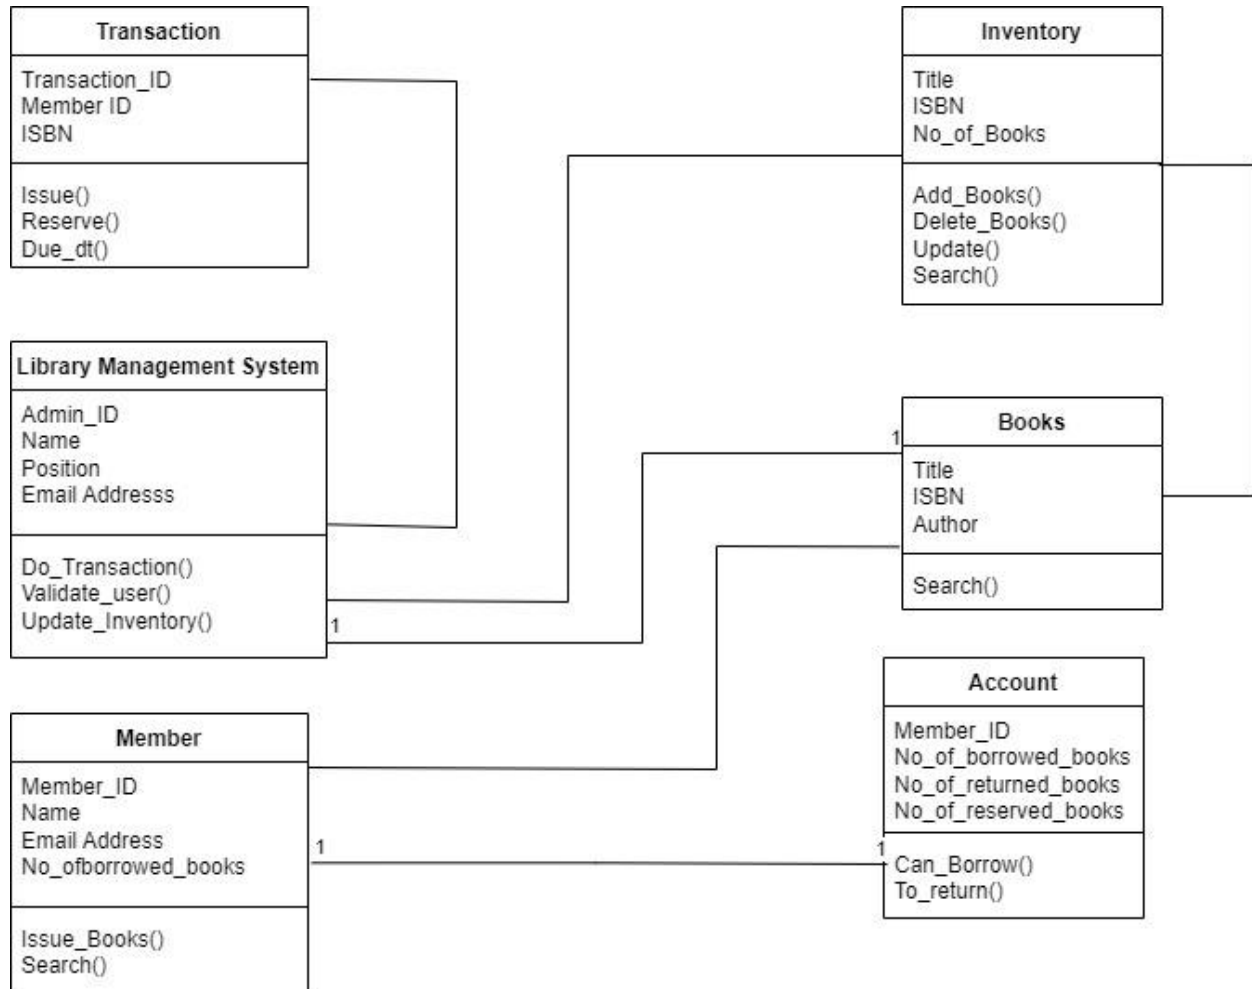 Transaction
Transaction_ID
Member ID
ISBN
Issue()
Reserve()
Due_dt()
Inventory
Title
ISBN
No_of_Books
Add_Books()
Delete_Books()
Update()
Search()
Library Management System
Admin_ID
Name
Position
Email Addresss
Do_Transaction()
Validate_user()
Update_Inventory()
1
1
Books
Title
ISBN
Author
Search()
Member
Member_ID
Name
Email Address
No_ofborrowed_books
Issue_Books()
Search()
1
1
Account
Member_ID
No_of_borrowed_books
No_of_returned_books
No_of_reserved_books
Can_Borrow()
To_return()